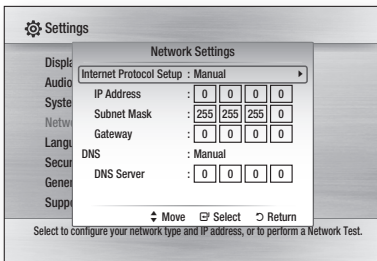 Settings
Network Settings
Displa
Audio
Syste
Netwo
Langu
Secur
Gener
Suppo
Internet Protocol Setup : Manual
IP Address : 0 0 0 0
Subnet Mask : 255 255 255 0
Gateway : 0 0 0 0
DNS : Manual
DNS Server : 0 0 0 0
Move Select Return
Select to configure your network type and IP address, or to perform a Network Test.